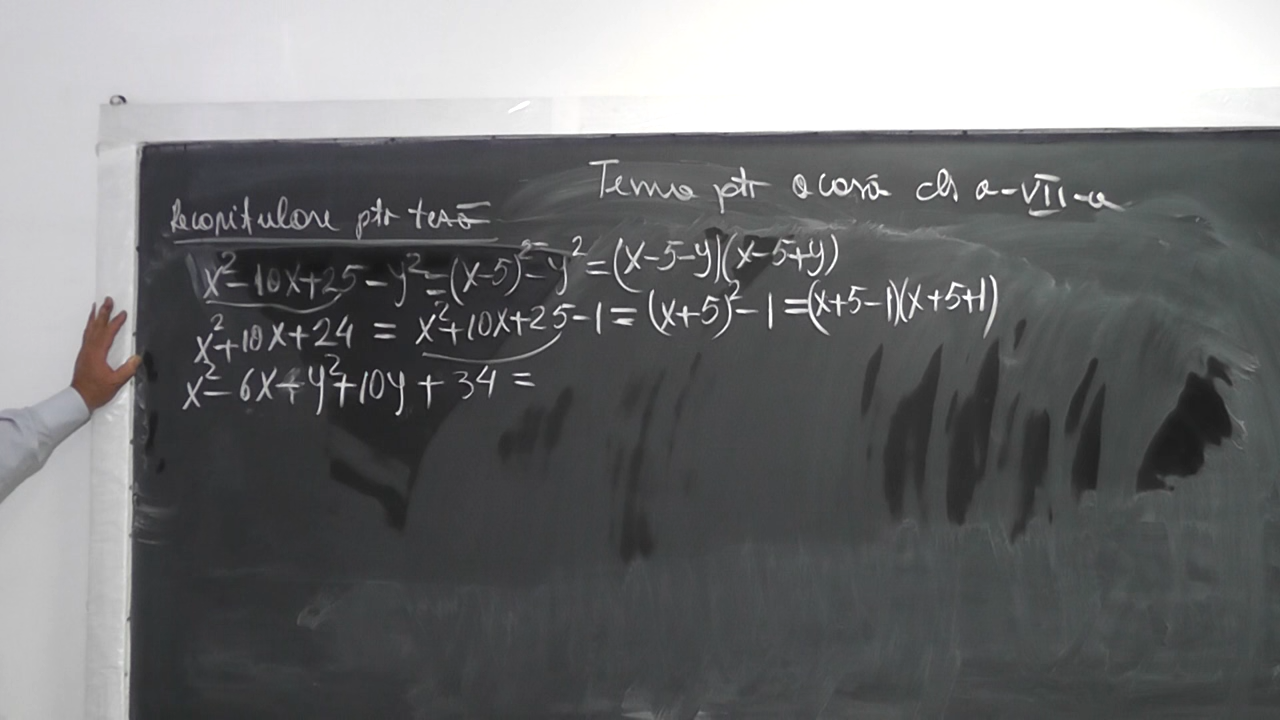 Tema ptr acasă cls a-VII-a
Recapitulare ptr teză
x²-10x+25-y²=(x-5)²-y²=(x-5-y)(x-5+y)
x²+10x+24 = x²+10x+25-1=(x+5)²-1=(x+5-1)(x+5+1)
x²-6x+y²+10y+34=